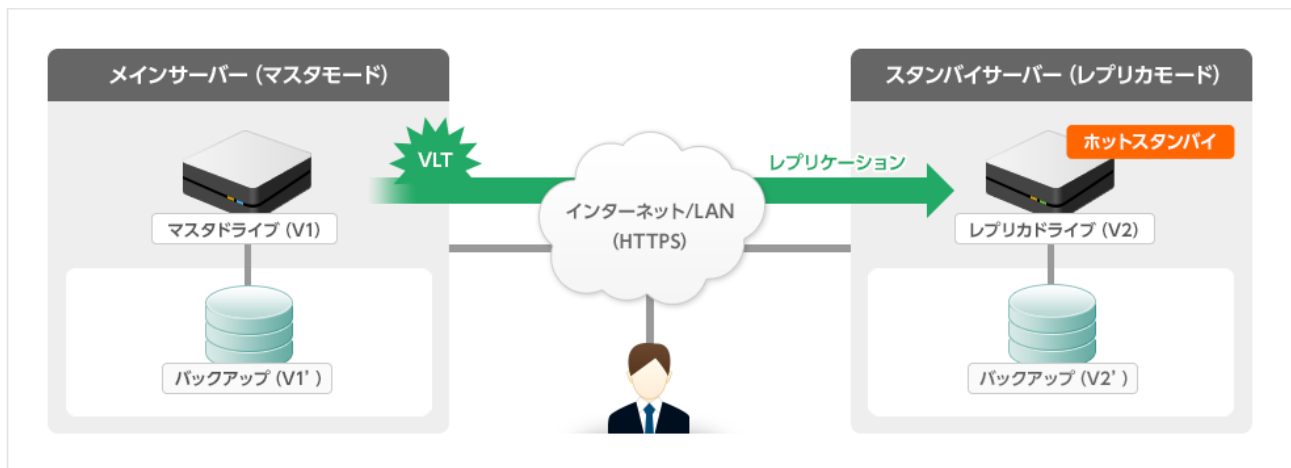 メインサーバー（マスタモード）
スタンバイサーバー（レプリカモード）
VLT
レプリケーション
ホットスタンバイ
インターネット/LAN
(HTTPS)
マスタドライブ (V1)
レプリカドライブ (V2)
バックアップ (V1' )
バックアップ (V2' )